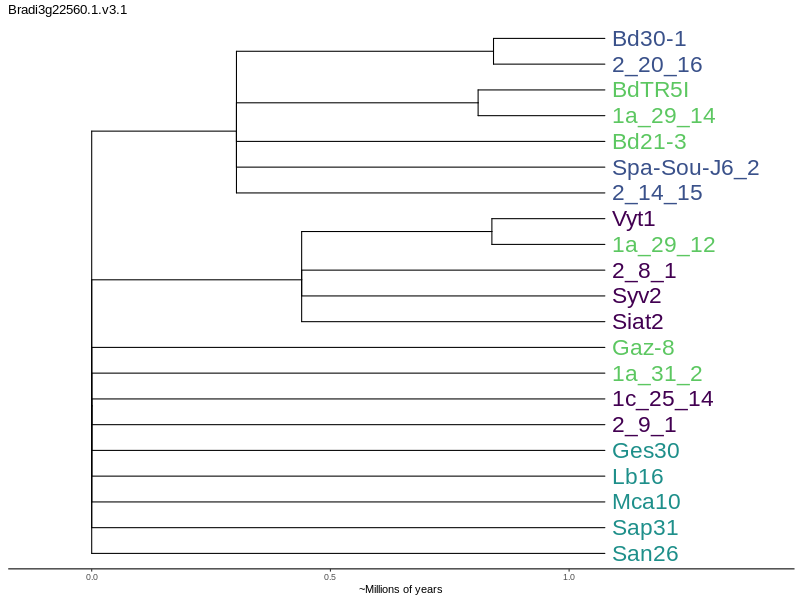 Bradi3g22560.1.v3.1
Bd30-1
2_20_16
BdTR5I
1a_29_14
Bd21-3
Spa-Sou-J6_2
2_14_15
Vyt1
1a_29_12
2_8_1
Syv2
Siat2
Gaz-8
1a_31_2
1c_25_14
2_9_1
Ges30
Lb16
Mca10
Sap31
San26
0.0 0.5 1.0
~Millions of years